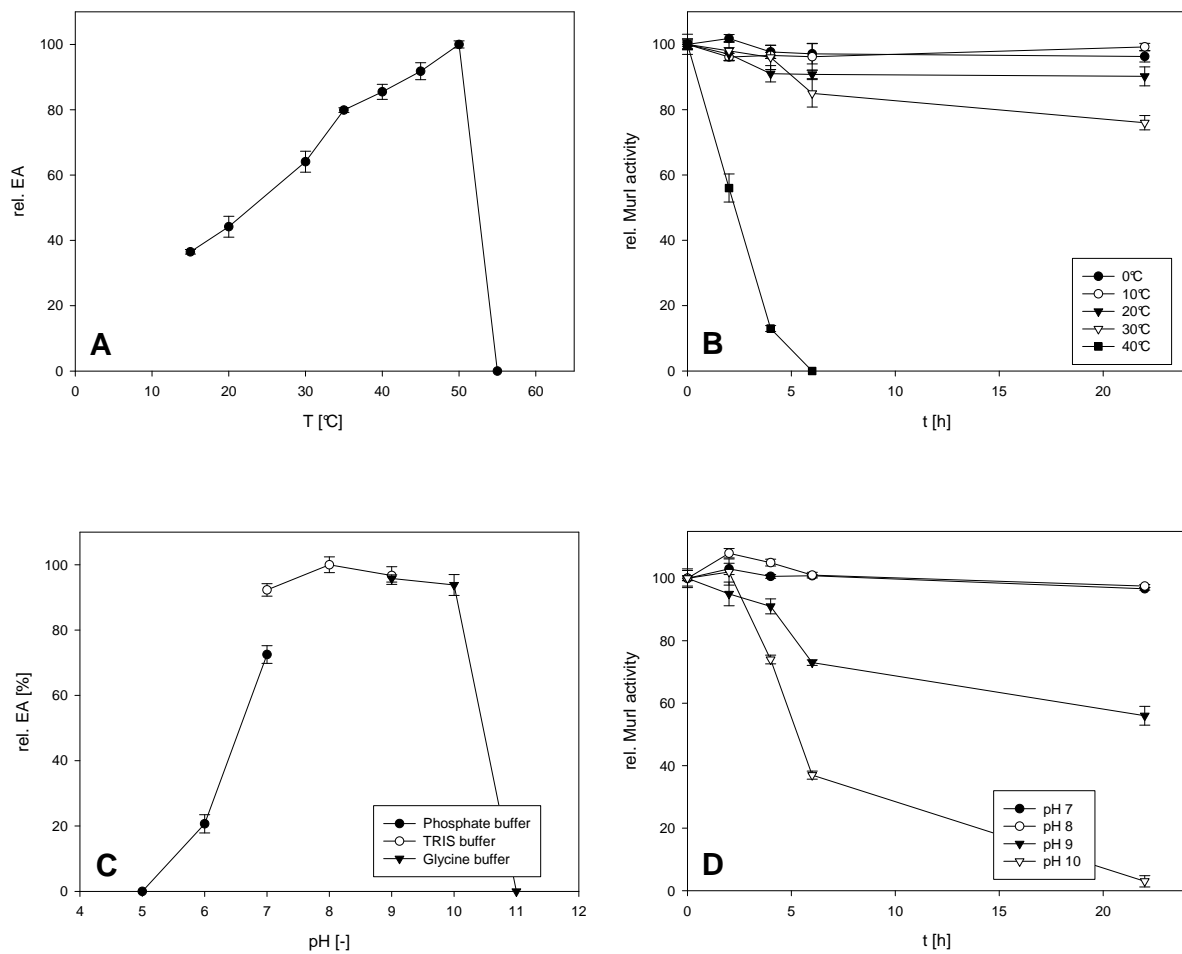 rel. EA
100
80
60
40
20
0
A
0 10 20 30 40 50 60
T [°C]
rel. MurI activity
100
80
60
40
20
0
B
0°C
10°C
20°C
30°C
40°C
0 5 10 15 20
t [h]
rel. EA [%]
100
80
60
40
20
0
C
Phosphate buffer
TRIS buffer
Glycine buffer
4 5 6 7 8 9 10 11 12
pH [-]
rel. MurI activity
100
80
60
40
20
0
D
pH 7
pH 8
pH 9
pH 10
0 5 10 15 20
t [h]